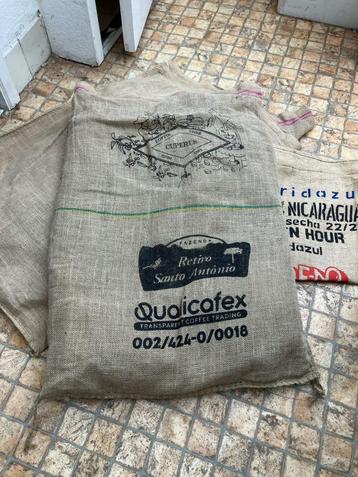 CUPERUS
FAZENDA
Retiro
Santo Antônio
Qualicafex
TRANSPARENT COFFEE TRADING
002/424-0/0018
ridazul
NICARAGUA
secha 22/2
N HOUR
dazul